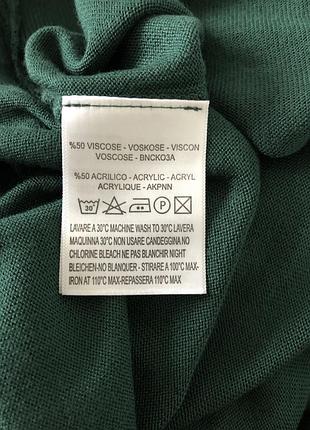 %50 VISCOSE - VOSKOSE - VISCON
VOSCOSE - BNCKO3A
%50 ACRILICO - ACRYLIC - ACRYL
ACRYLIQUE - AKPNN
30 P
LAVARE A 30°C MACHINE WASH TO 30°C LAVERA
MAQUINNA 30°C NON USARE CANDEGGINA NO
CHLORINE BLEACH NE PAS BLANCHIR NIGHT
BLEICHEN-NO BLANQUER - STIRARE A 100°C MAX-
IRON AT 110°C MAX-REPASSERA 110°C MAX